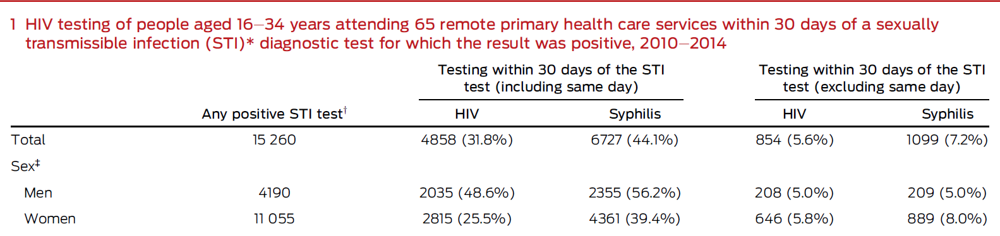 1 HIV testing of people aged 16–34 years attending 65 remote primary health care services within 30 days of a sexually
transmissible infection (STI)* diagnostic test for which the result was positive, 2010–2014
Testing within 30 days of the STI test (including same day) Testing within 30 days of the STI test (excluding same day)
Any positive STI test† HIV Syphilis HIV Syphilis
Total 15 260 4858 (31.8%) 6727 (44.1%) 854 (5.6%) 1099 (7.2%)
Sex‡
Men 4190 2035 (48.6%) 2355 (56.2%) 208 (5.0%) 209 (5.0%)
Women 11 055 2815 (25.5%) 4361 (39.4%) 646 (5.8%) 889 (8.0%)